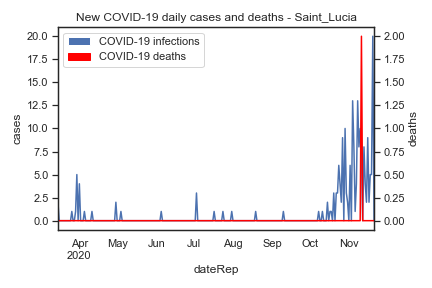 New COVID-19 daily cases and deaths - Saint_Lucia
COVID-19 infections
COVID-19 deaths
20.0
17.5
15.0
12.5
10.0
7.5
5.0
2.5
0.0
cases
2.00
1.75
1.50
1.25
1.00
0.75
0.50
0.25
0.00
deaths
Apr May Jun Jul Aug Sep Oct Nov
2020
dateRep